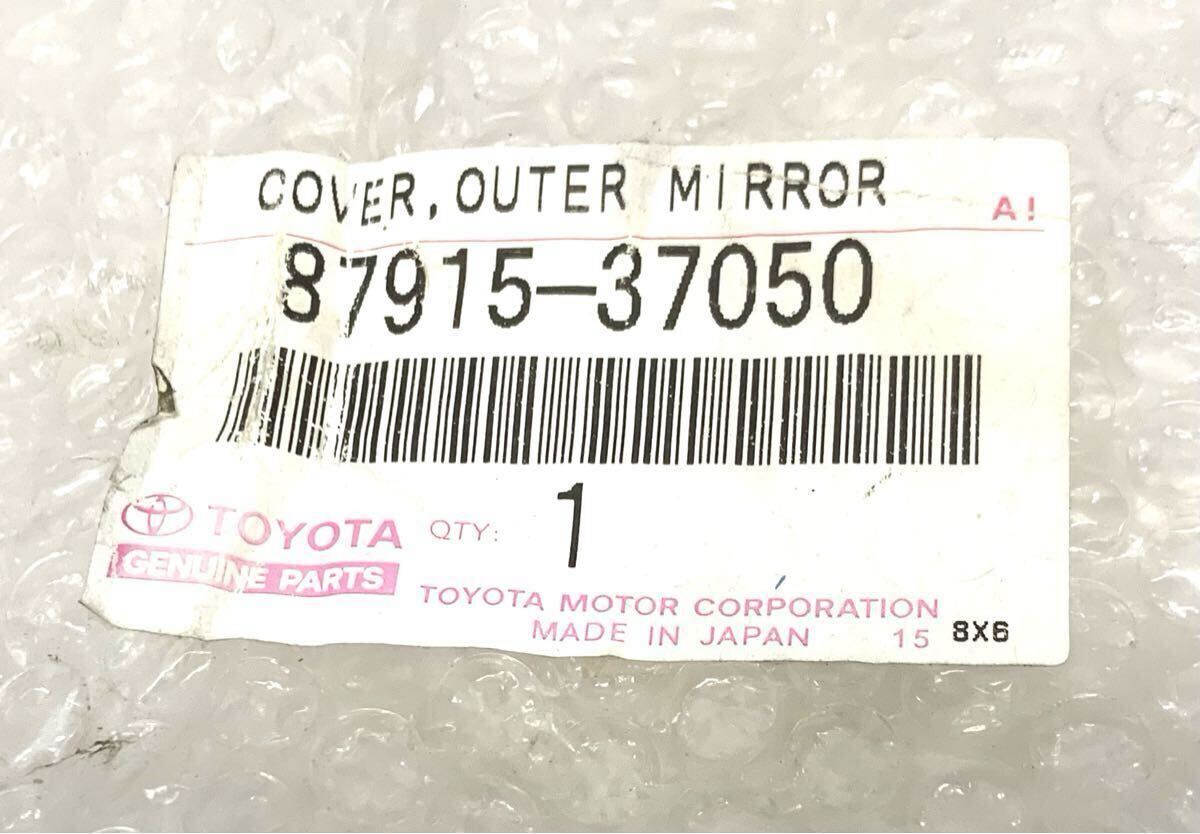 COVER, OUTER MIRROR
A!
87915-37050
TOYOTA
GENUINE PARTS
QTY: 1
TOYOTA MOTOR CORPORATION
MADE IN JAPAN 15 8X6